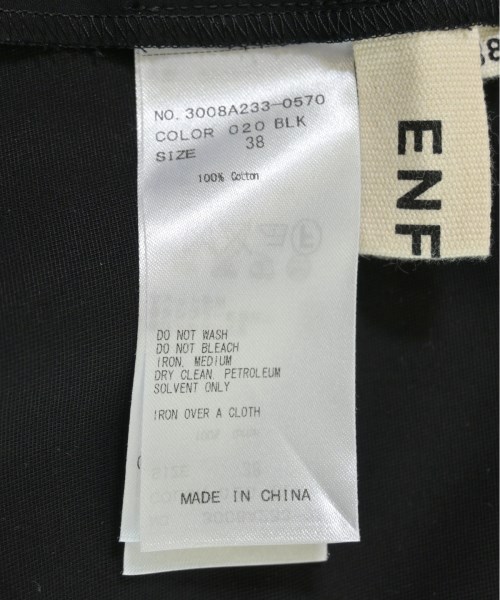 NO. 3008A233-0570
COLOR 020 BLK
SIZE 38
100% Cotton
DO NOT WASH
DO NOT BLEACH
IRON, MEDIUM
DRY CLEAN, PETROLEUM
SOLVENT ONLY
IRON OVER A CLOTH
MADE IN CHINA
ENF
38